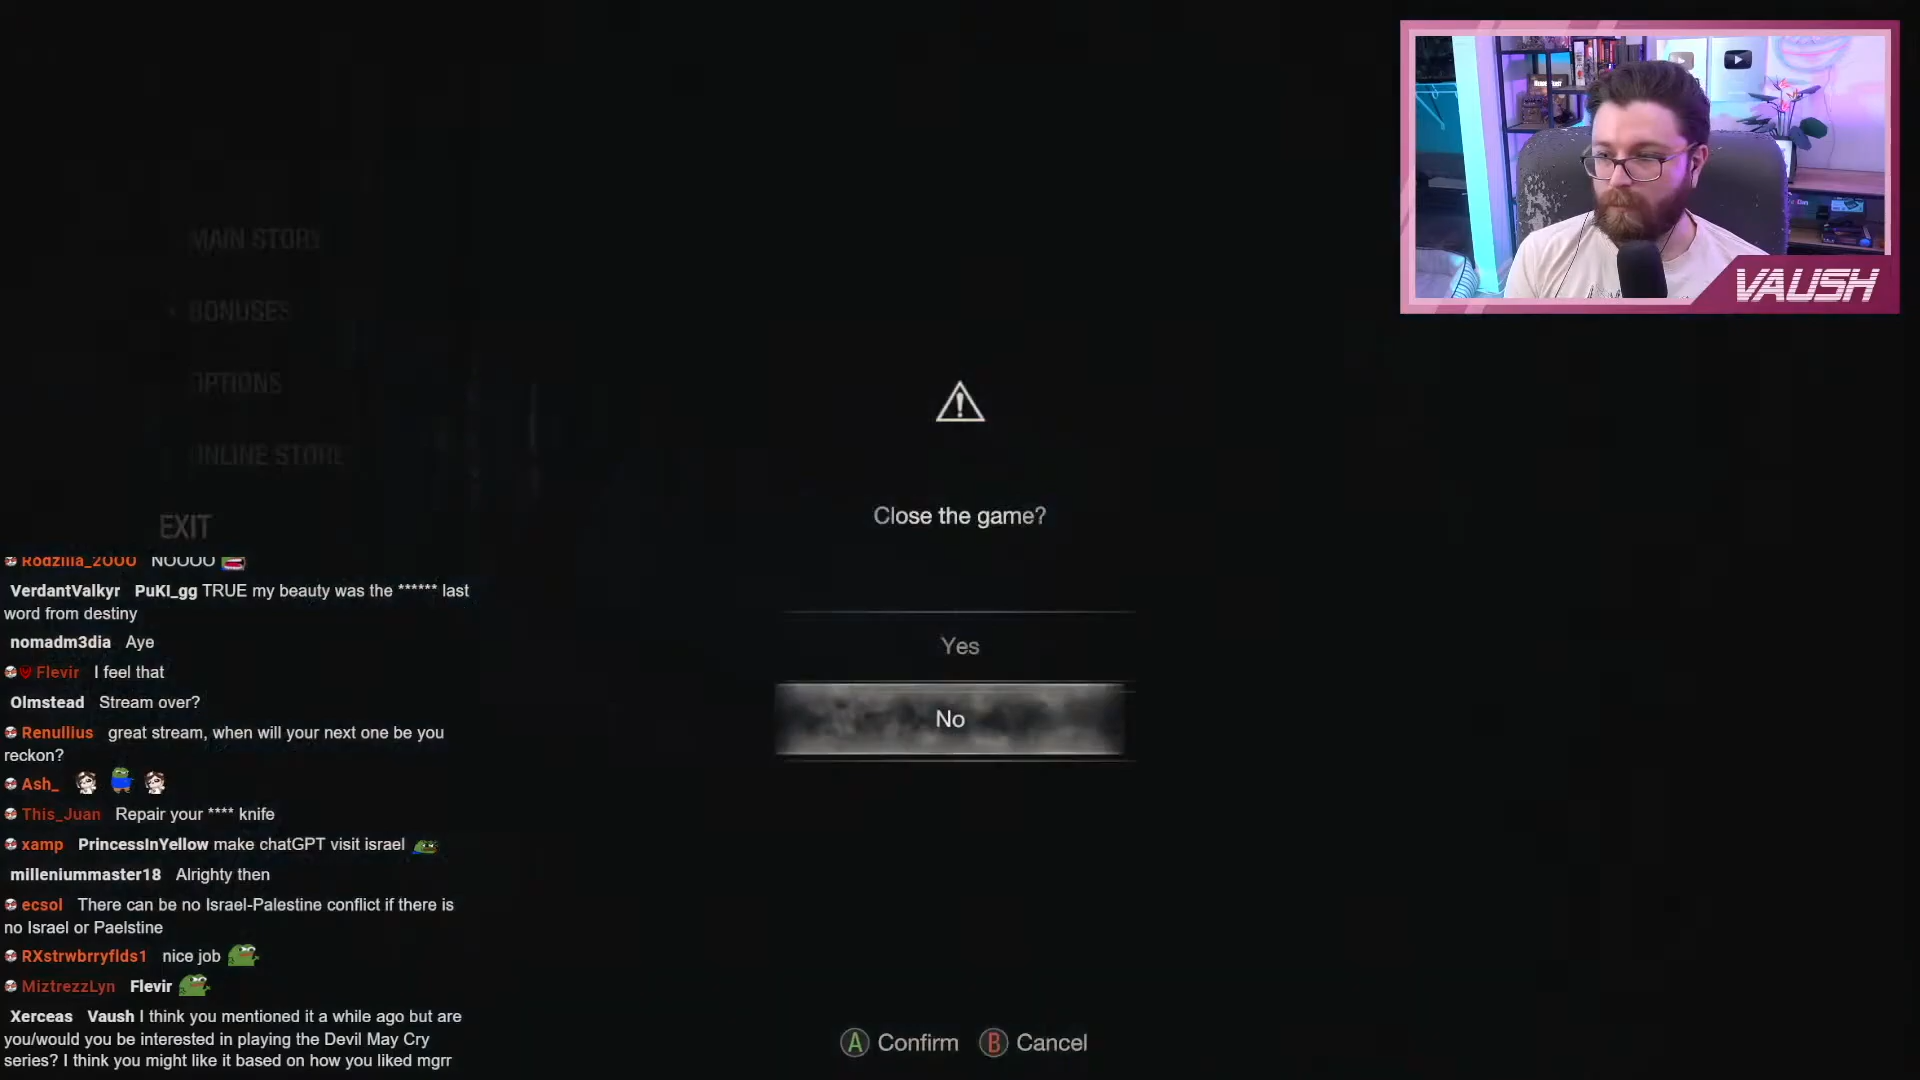 VAUSH
MAIN STORY
BONUSES
OPTIONS
ONLINE STORE
EXIT
Close the game?
Yes
No
Rodzilla_2000 NOOOO
VerdantValkyr PuKI_gg TRUE my beauty was the ****** last
word from destiny
nomadm3dia Aye
Flevir I feel that
Olmstead Stream over?
Renullius great stream, when will your next one be you
reckon?
Ash_
This_Juan Repair your **** knife
xamp PrincessInYellow make chatGPT visit israel
milleniummaster18 Alrighty then
ecsol There can be no Israel-Palestine conflict if there is
no Israel or Paelstine
RXstrwbrryflds1 nice job
MiztrezzLyn Flevir
Xerceas Vaush I think you mentioned it a while ago but are
you/would you be interested in playing the Devil May Cry
series? I think you might like it based on how you liked mgrr
A Confirm B Cancel